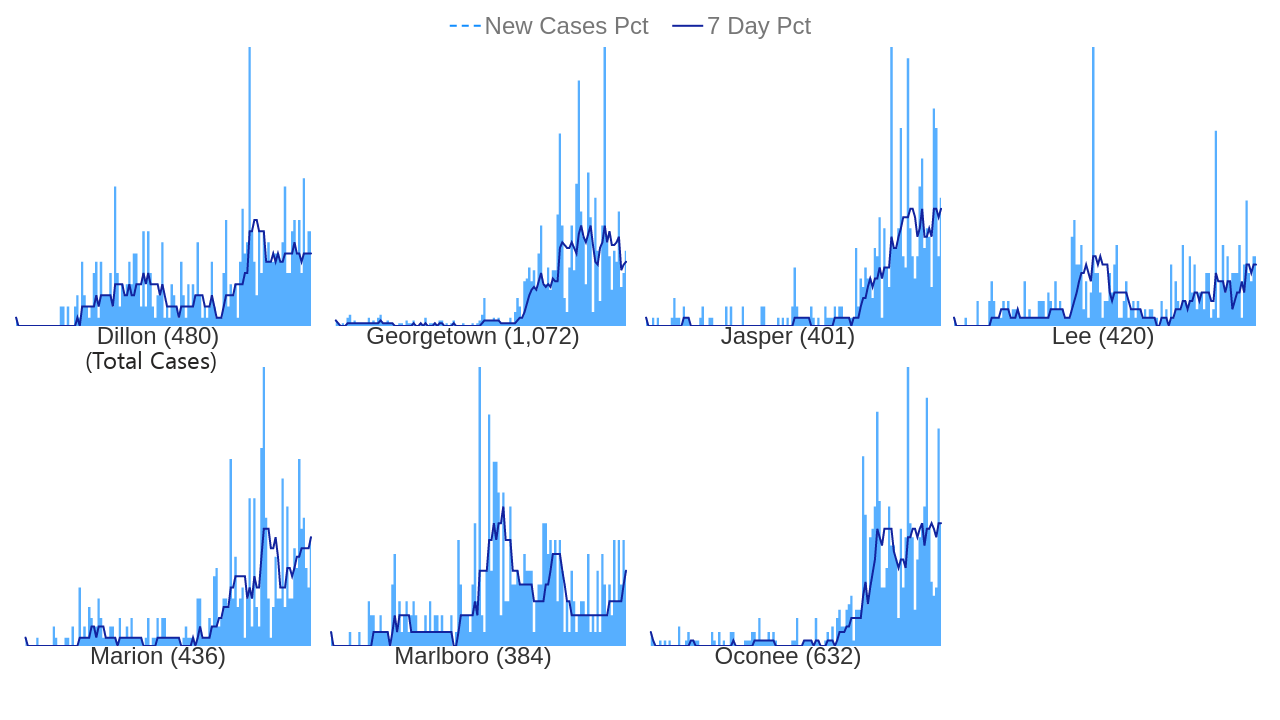 New Cases Pct 7 Day Pct
Dillon (480)
(Total Cases)
Georgetown (1,072)
Jasper (401)
Lee (420)
Marion (436)
Marlboro (384)
Oconee (632)